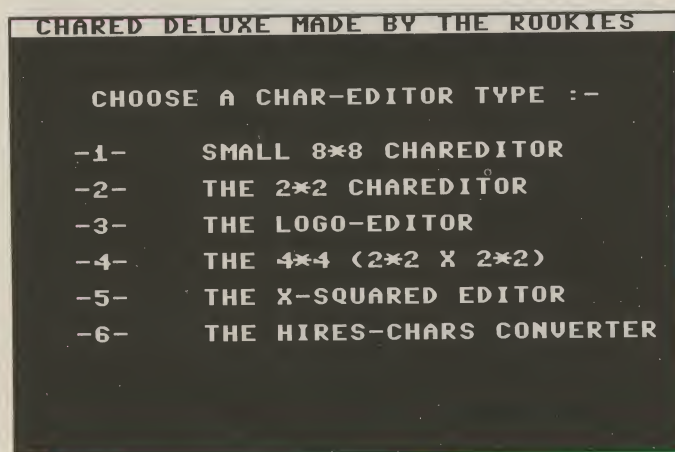 CHARED DELUXE MADE BY THE ROOKIES
CHOOSE A CHAR-EDITOR TYPE :-
-1- SMALL 8*8 CHAREDITOR
-2- THE 2*2 CHAREDITOR
-3- THE LOGO-EDITOR
-4- THE 4*4 (2*2 X 2*2)
-5- THE X-SQUARED EDITOR
-6- THE HIRES-CHARS CONVERTER